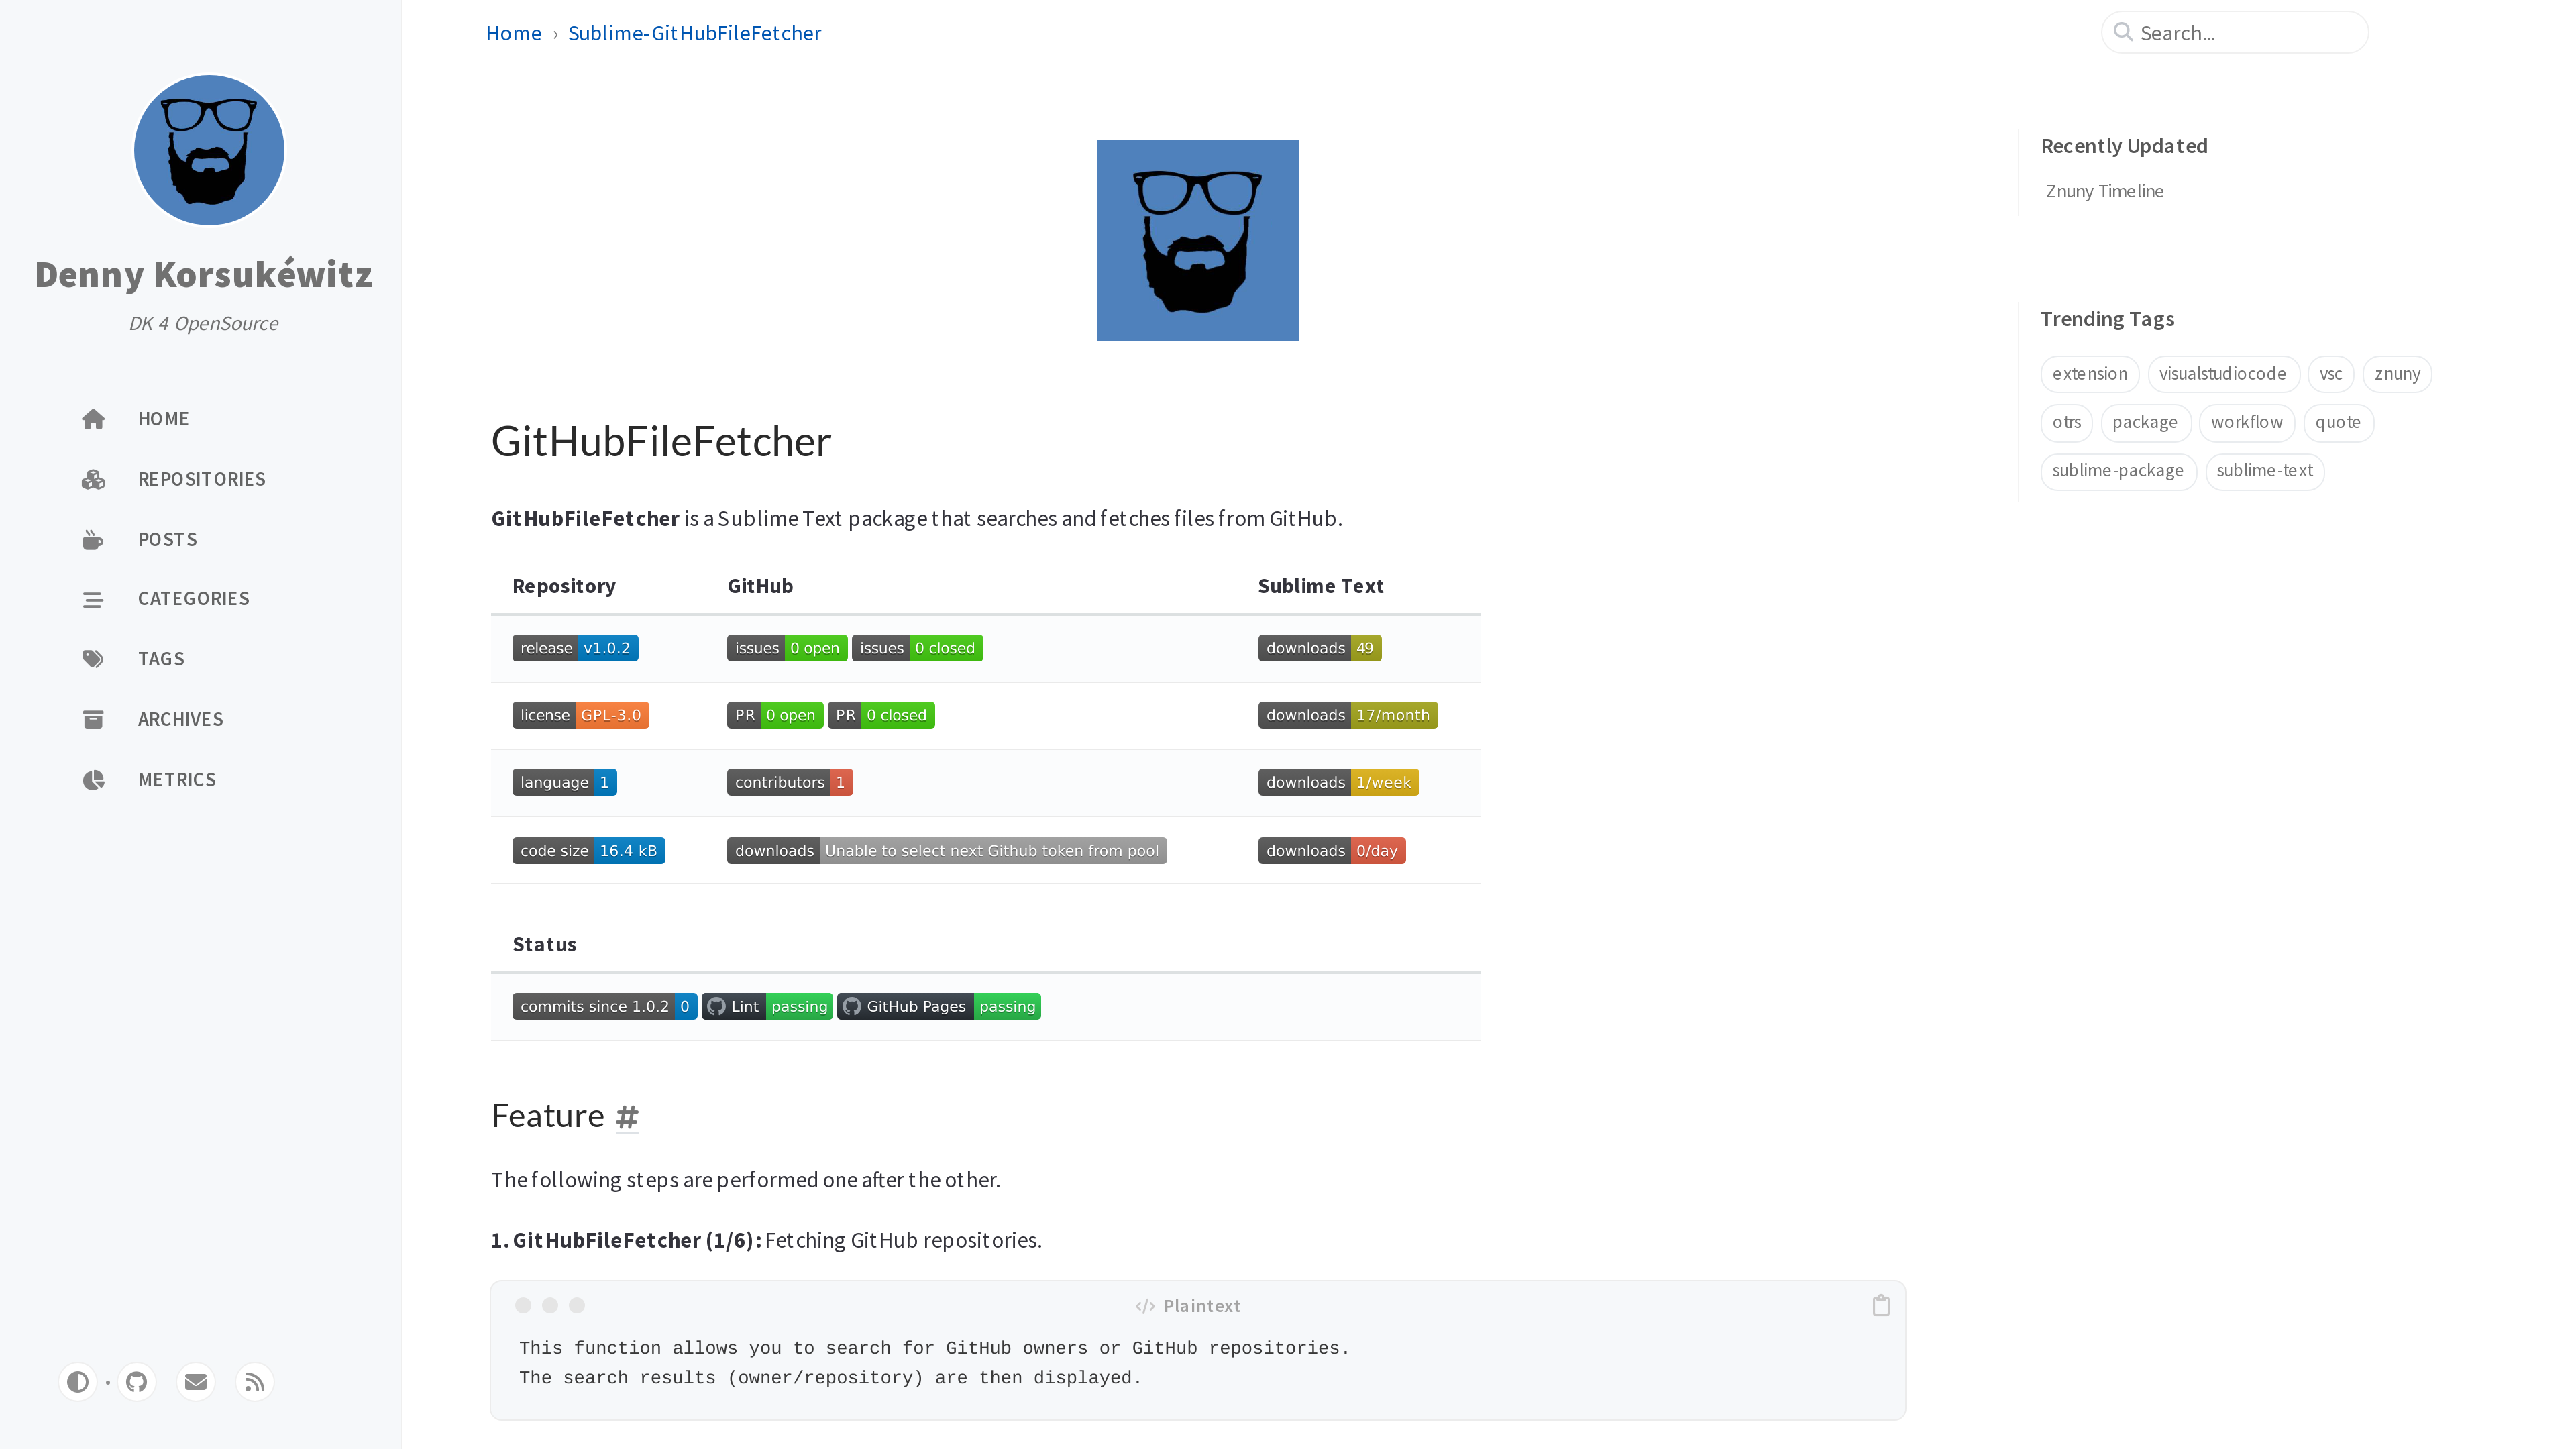 Denny Korsukéwitz
DK 4 OpenSource
HOME
REPOSITORIES
POSTS
CATEGORIES
TAGS
ARCHIVES
METRICS
Home › Sublime-GitHubFileFetcher
Search...
GitHubFileFetcher
GitHubFileFetcher is a Sublime Text package that searches and fetches files from GitHub.
Repository GitHub Sublime Text
release v1.0.2 issues 0 open issues 0 closed downloads 49
license GPL-3.0 PR 0 open PR 0 closed downloads 17/month
language 1 contributors 1 downloads 1/week
code size 16.4 kB downloads Unable to select next Github token from pool downloads 0/day
Status
commits since 1.0.2 0 Lint passing GitHub Pages passing
Feature #
The following steps are performed one after the other.
1. GitHubFileFetcher (1/6): Fetching GitHub repositories.
Plaintext
This function allows you to search for GitHub owners or GitHub repositories.
The search results (owner/repository) are then displayed.
Recently Updated
Znuny Timeline
Trending Tags
extension visualstudiocode vsc znuny
otrs package workflow quote
sublime-package sublime-text